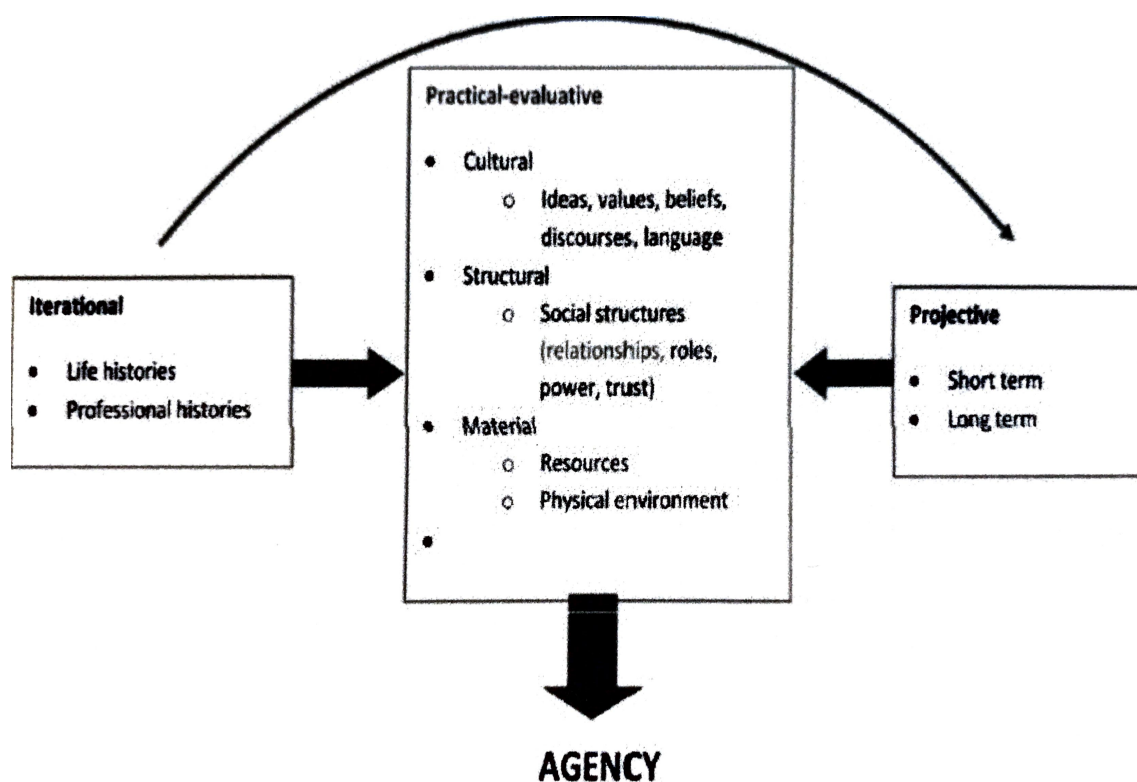 Practical-evaluative
• Cultural
o Ideas, values, beliefs,
discourses, language
• Structural
o Social structures
(relationships, roles,
power, trust)
• Material
o Resources
o Physical environment
•
Iterational
• Life histories
• Professional histories
Projective
• Short term
• Long term
AGENCY